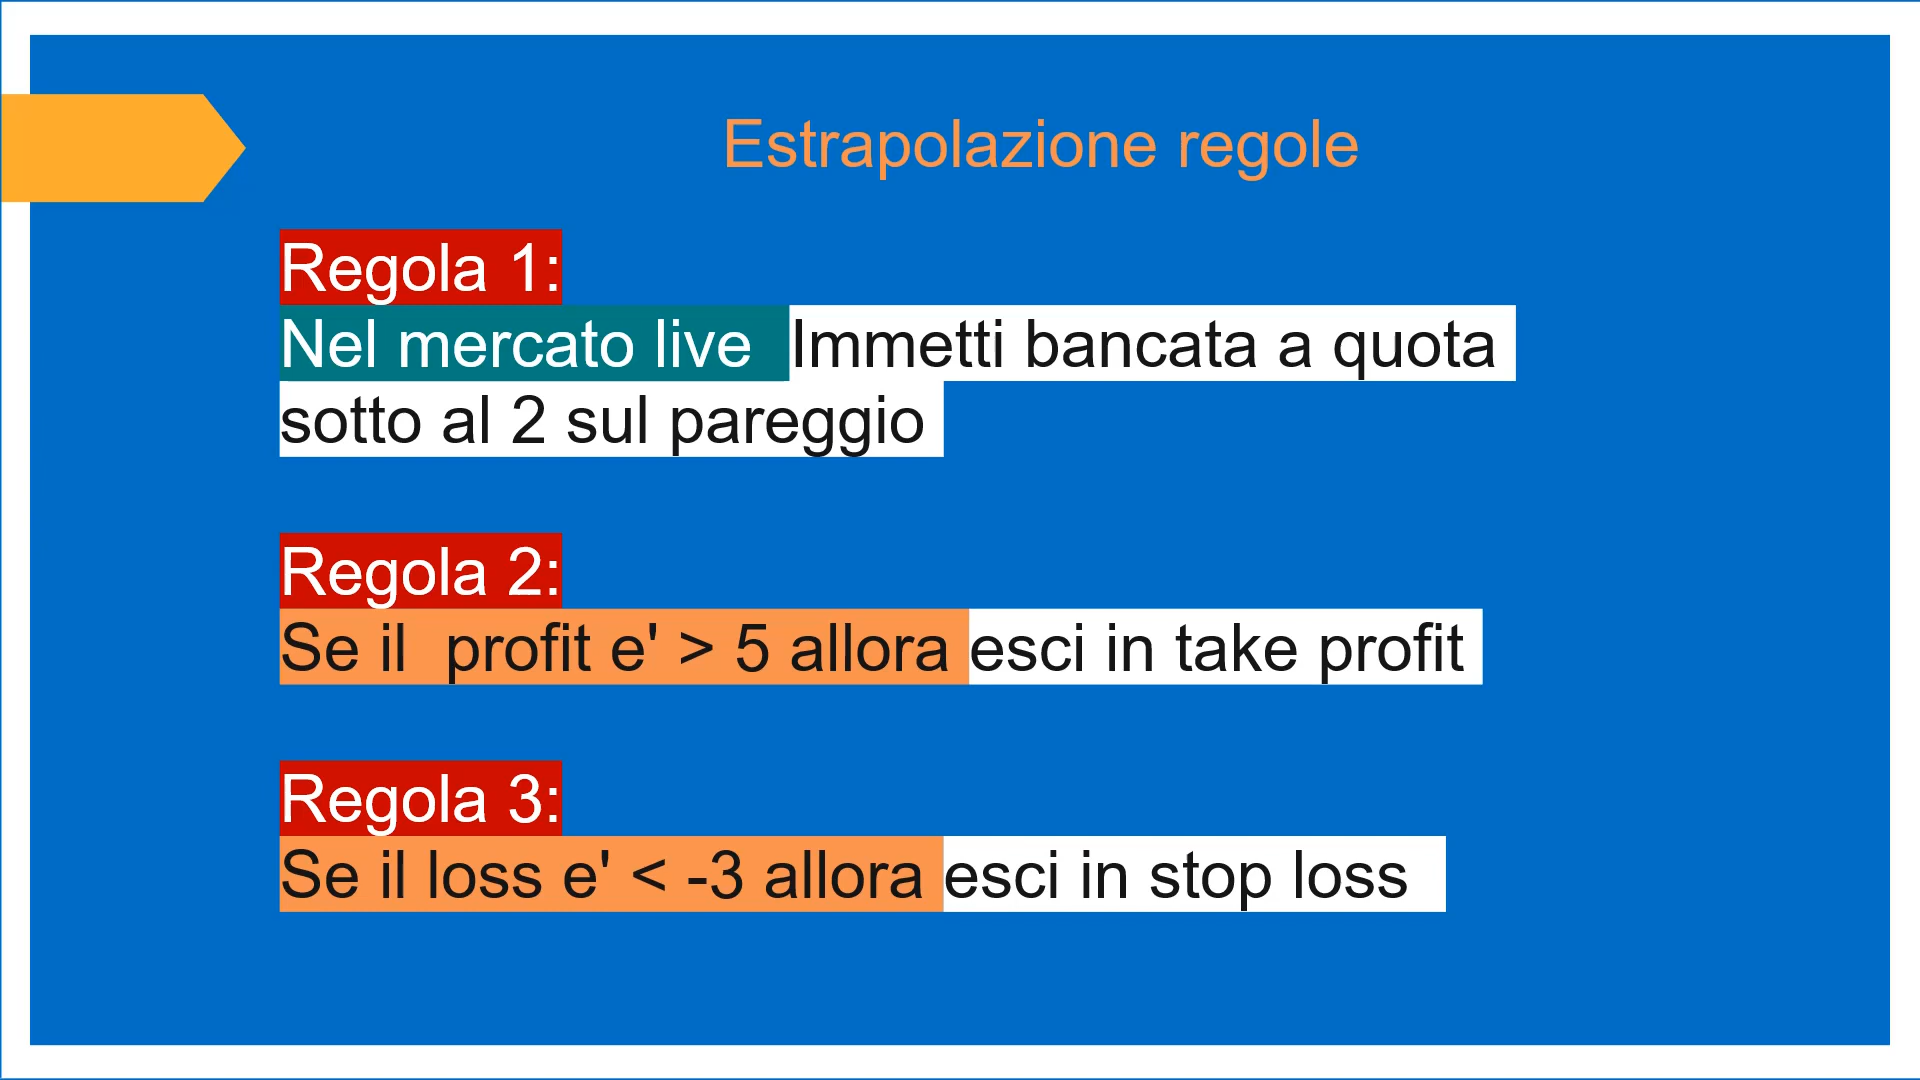 Estrapolazione regole
Regola 1:
Nel mercato live  Immetti bancata a quota
sotto al 2 sul pareggio
Regola 2:
Se il  profit e' > 5 allora esci in take profit
Regola 3:
Se il loss e' < -3 allora esci in stop loss